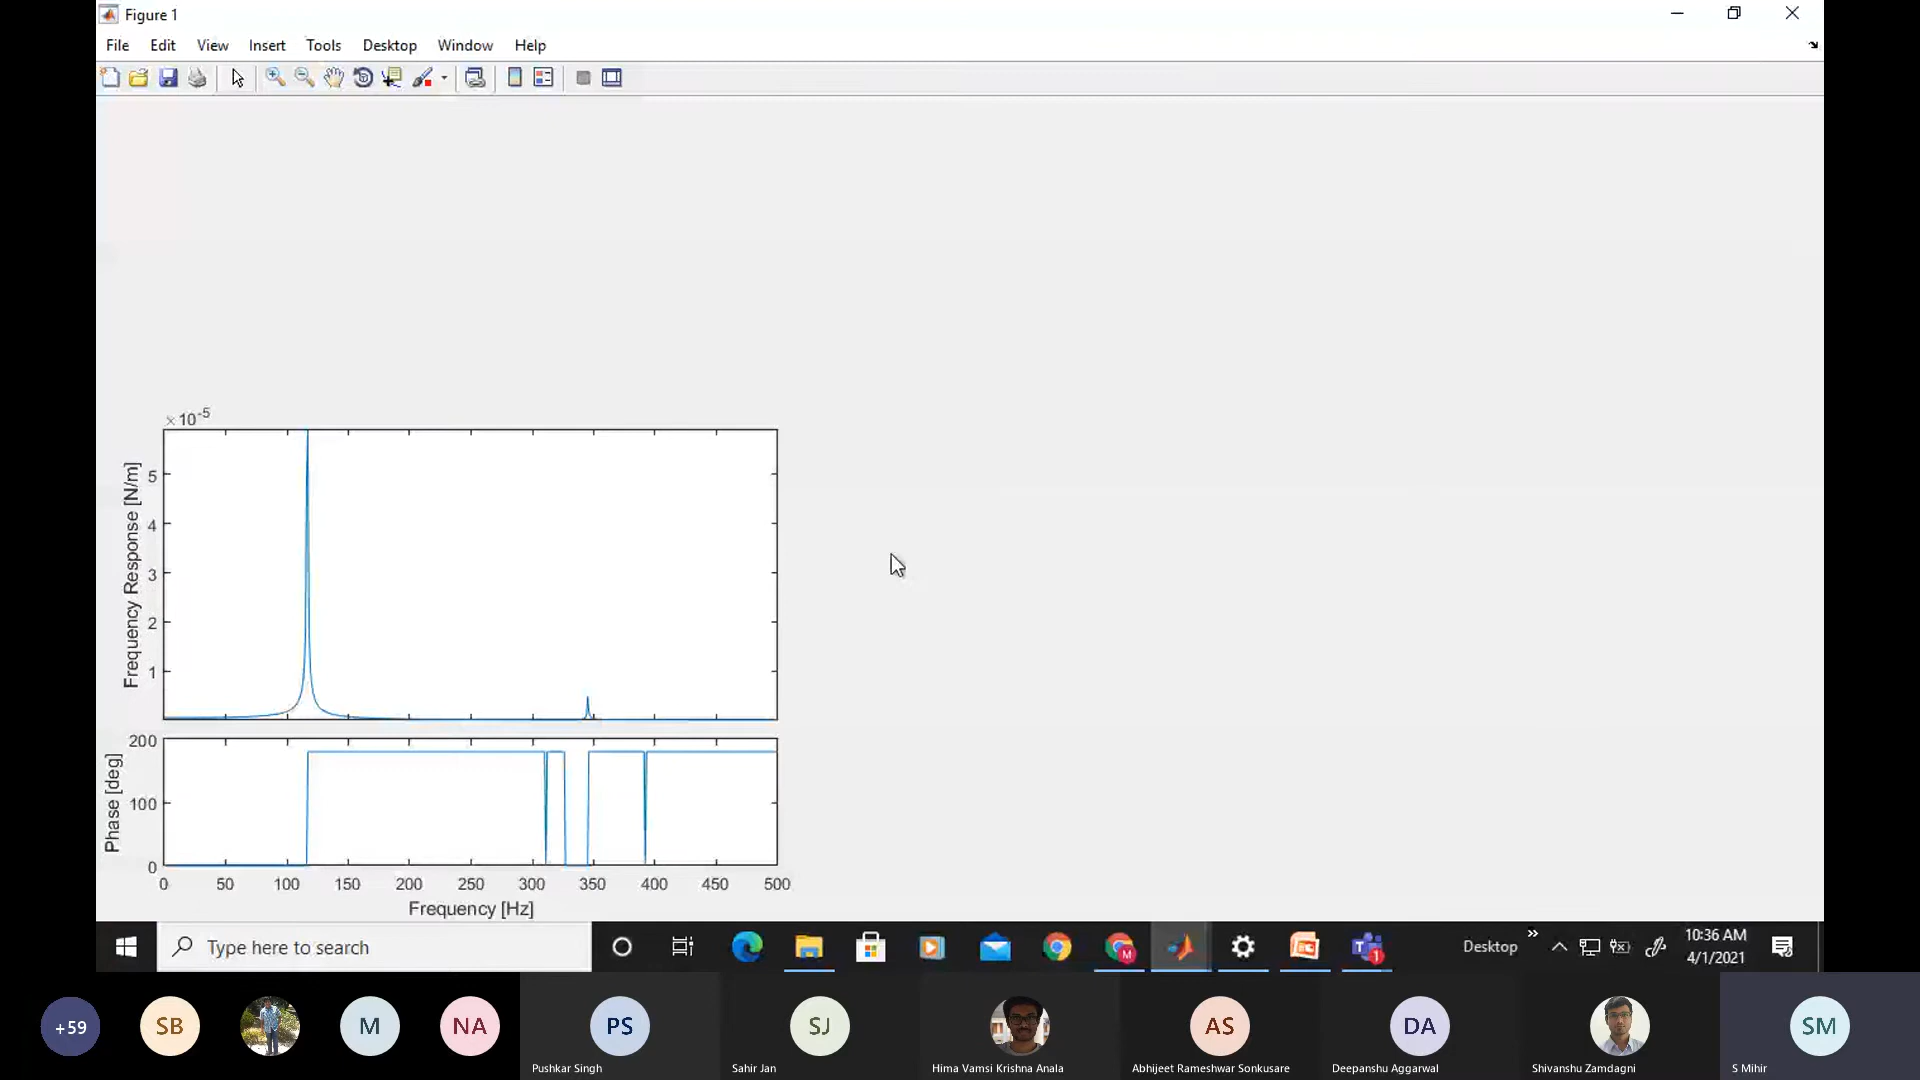 Figure 1
File Edit View Insert Tools Desktop Window Help
×10-5
Frequency Response [N/m]
5
4
3
2
1
Phase [deg]
200
100
0
0 50 100 150 200 250 300 350 400 450 500
Frequency [Hz]
Type here to search
M
1
Desktop
10:36 AM
4/1/2021
+59 SB M NA PS SJ AS DA SM
Pushkar Singh Sahir Jan Hima Vamsi Krishna Anala Abhijeet Rameshwar Sonkusare Deepanshu Aggarwal Shivanshu Zamdagni S Mihir